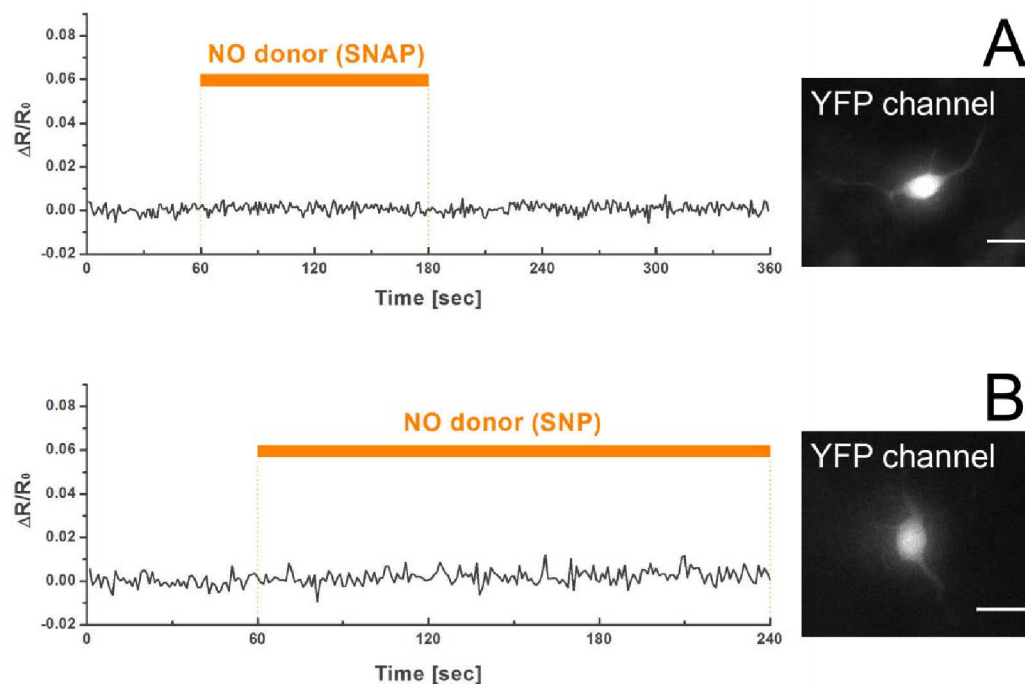 A
NO donor (SNAP)
YFP channel
0.08
0.06
0.04
0.02
0.00
-0.02
ΔR/R₀
0 60 120 180 240 300 360
Time [sec]
B
NO donor (SNP)
YFP channel
0.08
0.06
0.04
0.02
0.00
-0.02
ΔR/R₀
0 60 120 180 240
Time [sec]